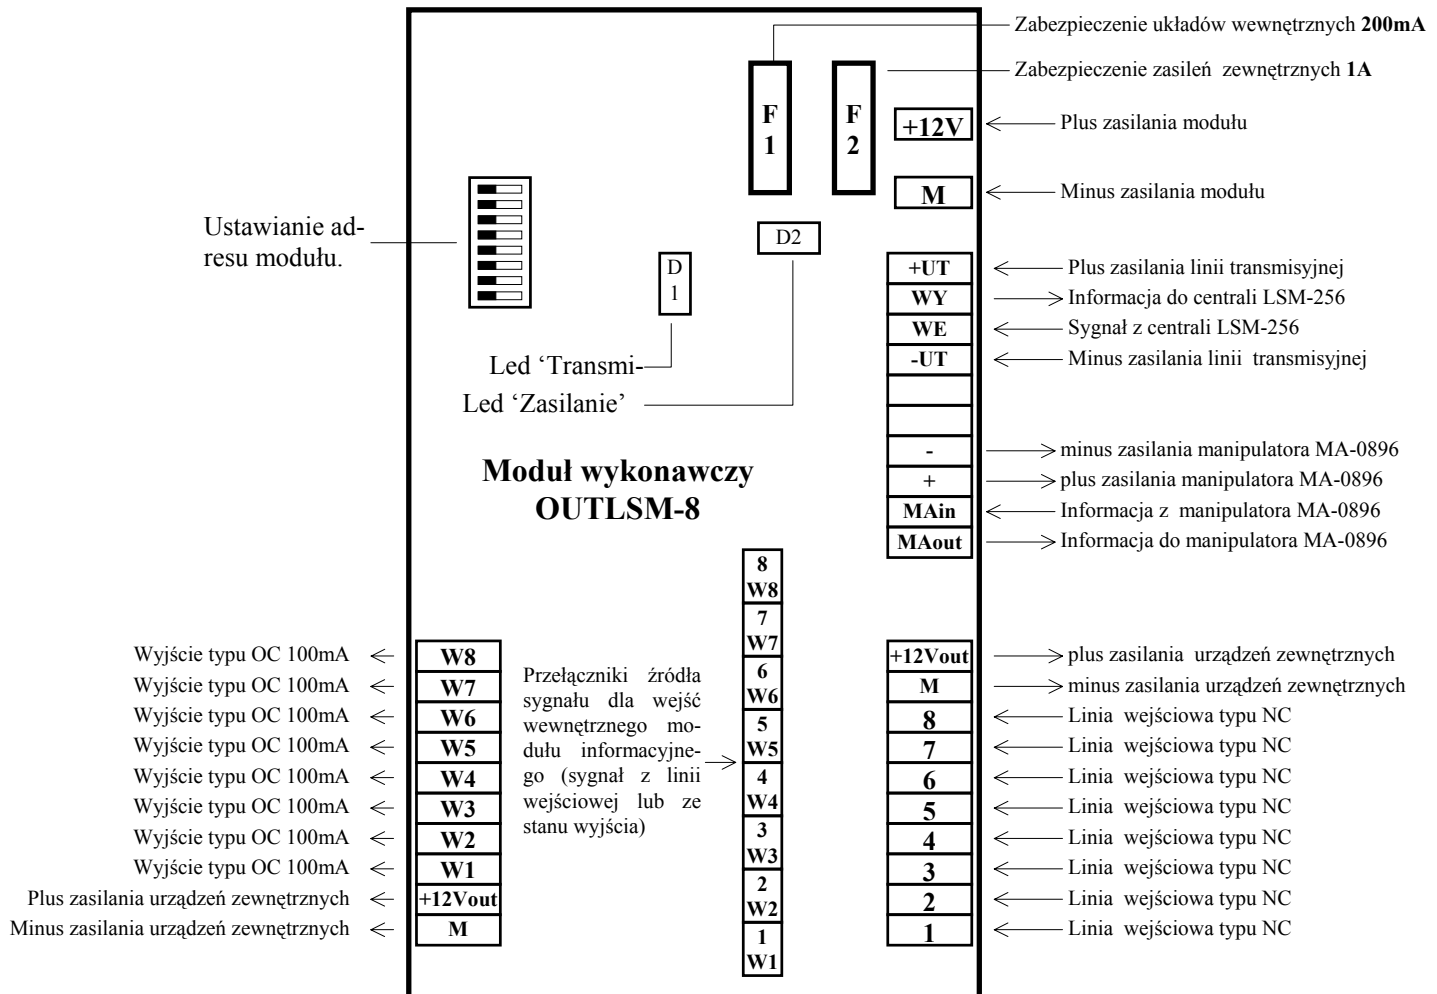 Zabezpieczenie układów wewnętrznych 200mA
Zabezpieczenie zasileń zewnętrznych 1A
F
1
F
2
+12V
Plus zasilania modułu
M
Minus zasilania modułu
Ustawianie ad-
resu modułu.
D2
D
1
+UT
Plus zasilania linii transmisyjnej
WY
Informacja do centrali LSM-256
WE
Sygnał z centrali LSM-256
-UT
Minus zasilania linii transmisyjnej
Led ‘Transmi-
Led ‘Zasilanie’
-
minus zasilania manipulatora MA-0896
+
plus zasilania manipulatora MA-0896
MAin
Informacja z manipulatora MA-0896
MAout
Informacja do manipulatora MA-0896
Moduł wykonawczy
OUTLSM-8
8
W8
7
W7
6
W6
5
W5
4
W4
3
W3
2
W2
1
W1
Wyjście typu OC 100mA
W8
Wyjście typu OC 100mA
W7
Wyjście typu OC 100mA
W6
Wyjście typu OC 100mA
W5
Wyjście typu OC 100mA
W4
Wyjście typu OC 100mA
W3
Wyjście typu OC 100mA
W2
Wyjście typu OC 100mA
W1
Plus zasilania urządzeń zewnętrznych
+12Vout
Minus zasilania urządzeń zewnętrznych
M
Przełączniki źródła
sygnału dla wejść
wewnętrznego mo-
dułu informacyjne-
go (sygnał z linii
wejściowej lub ze
stanu wyjścia)
+12Vout
plus zasilania urządzeń zewnętrznych
M
minus zasilania urządzeń zewnętrznych
8
Linia wejściowa typu NC
7
Linia wejściowa typu NC
6
Linia wejściowa typu NC
5
Linia wejściowa typu NC
4
Linia wejściowa typu NC
3
Linia wejściowa typu NC
2
Linia wejściowa typu NC
1
Linia wejściowa typu NC